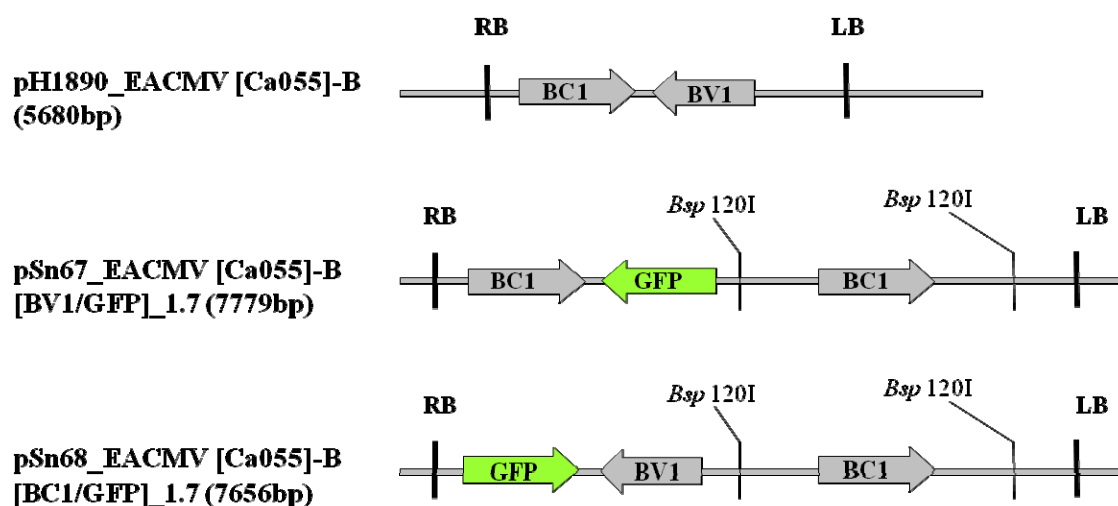 RB LB
pH1890_EACMV [Ca055]-B
(5680bp)
BC1 BV1
Bsp 120I Bsp 120I
RB LB
pSn67_EACMV [Ca055]-B
[BV1/GFP]_1.7 (7779bp)
BC1 GFP BC1
Bsp 120I Bsp 120I
RB LB
pSn68_EACMV [Ca055]-B
[BC1/GFP]_1.7 (7656bp)
GFP BV1 BC1